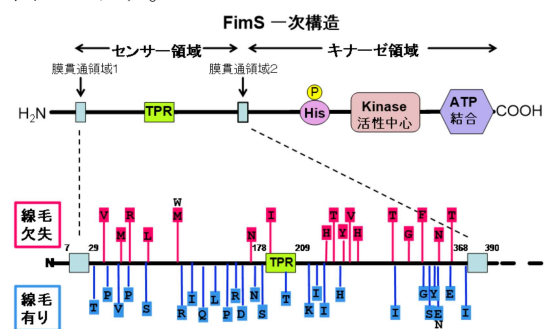 FimS 一次構造
センサー領域 キナーゼ領域
膜貫通領域1 膜貫通領域2
H₂N TPR P His Kinase 活性中心 ATP 結合 COOH
線毛
欠失
V M R L W M N I H T Y V H T G F N T
7 29 178 209 368 390
N TPR
線毛
有り
T P V P S R I Q L P D R N S T K I I H I G S Y E N E I